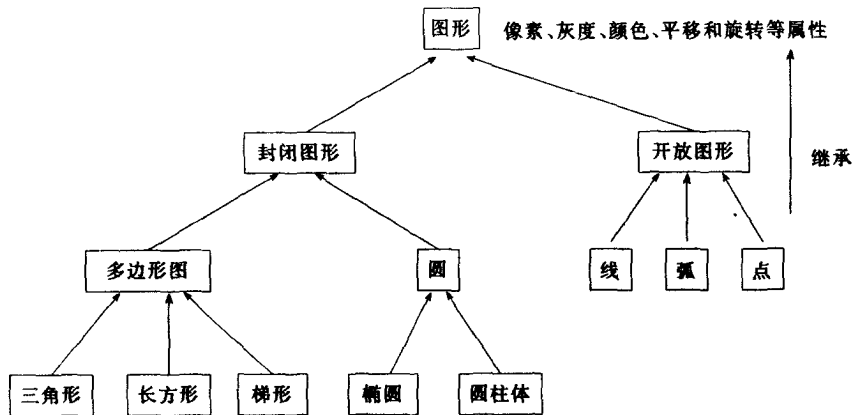 图形 像素、灰度、颜色、平移和旋转等属性
封闭图形 开放图形 继承
多边形图 圆 线 弧 点
三角形 长方形 梯形 椭圆 圆柱体